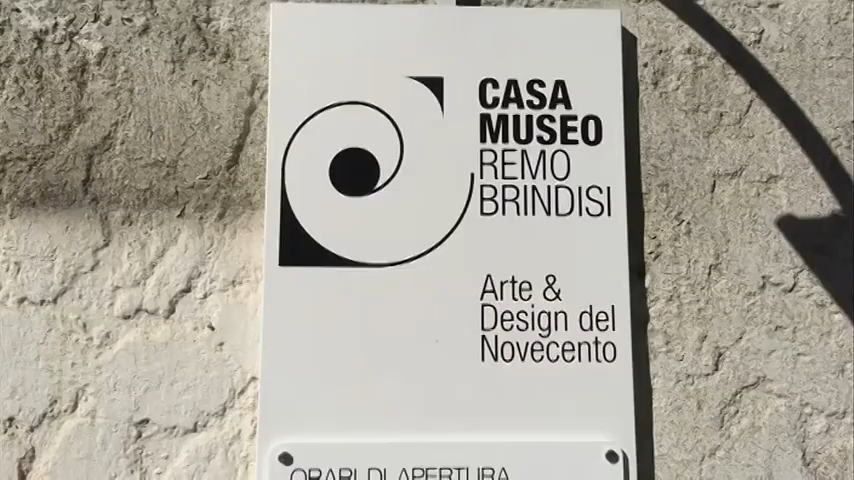 CASA
MUSEO
REMO
BRINDISI
Arte &
Design del
Novecento
ORARI DI APERTURA